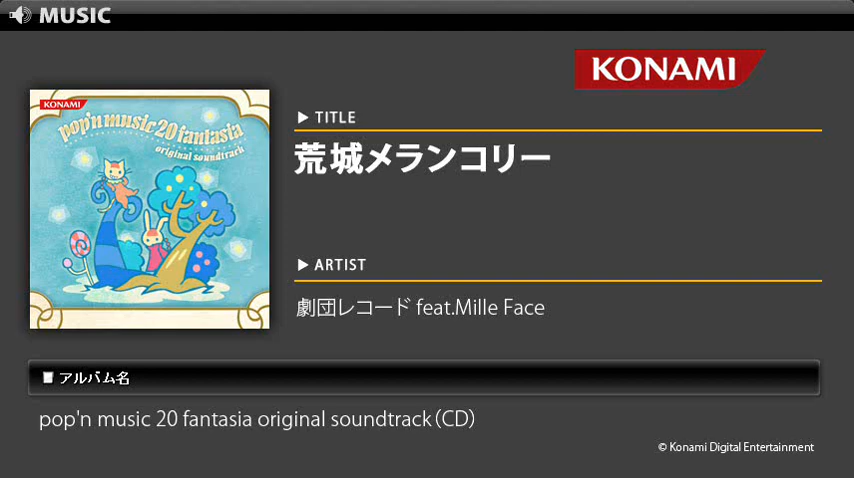 MUSIC
KONAMI
KONAMI
pop'n music 20 fantasia
original soundtrack
▶ TITLE
荒城メランコリー
▶ ARTIST
劇団レコード feat.Mille Face
アルバム名
pop'n music 20 fantasia original soundtrack（CD）
© Konami Digital Entertainment